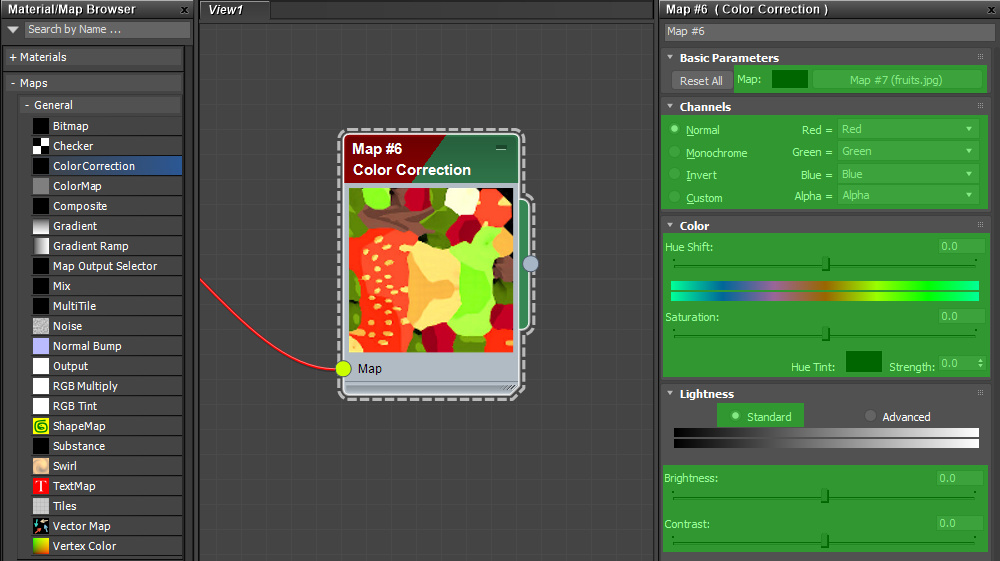 Material/Map Browser x
Search by Name ...
+ Materials
- Maps
- General
Bitmap
Checker
ColorCorrection
ColorMap
Composite
Gradient
Gradient Ramp
Map Output Selector
Mix
MultiTile
Noise
Normal Bump
Output
RGB Multiply
RGB Tint
ShapeMap
Substance
Swirl
T TextMap
Tiles
Vector Map
Vertex Color
View1
Map #6
Color Correction
Map
Map #6 ( Color Correction ) x
Map #6
Basic Parameters
Reset All Map: Map #7 (fruits.jpg)
Channels
Normal Red = Red
Monochrome Green = Green
Invert Blue = Blue
Custom Alpha = Alpha
Color
Hue Shift: 0.0
Saturation: 0.0
Hue Tint: Strength: 0.0
Lightness
Standard Advanced
Brightness: 0.0
Contrast: 0.0